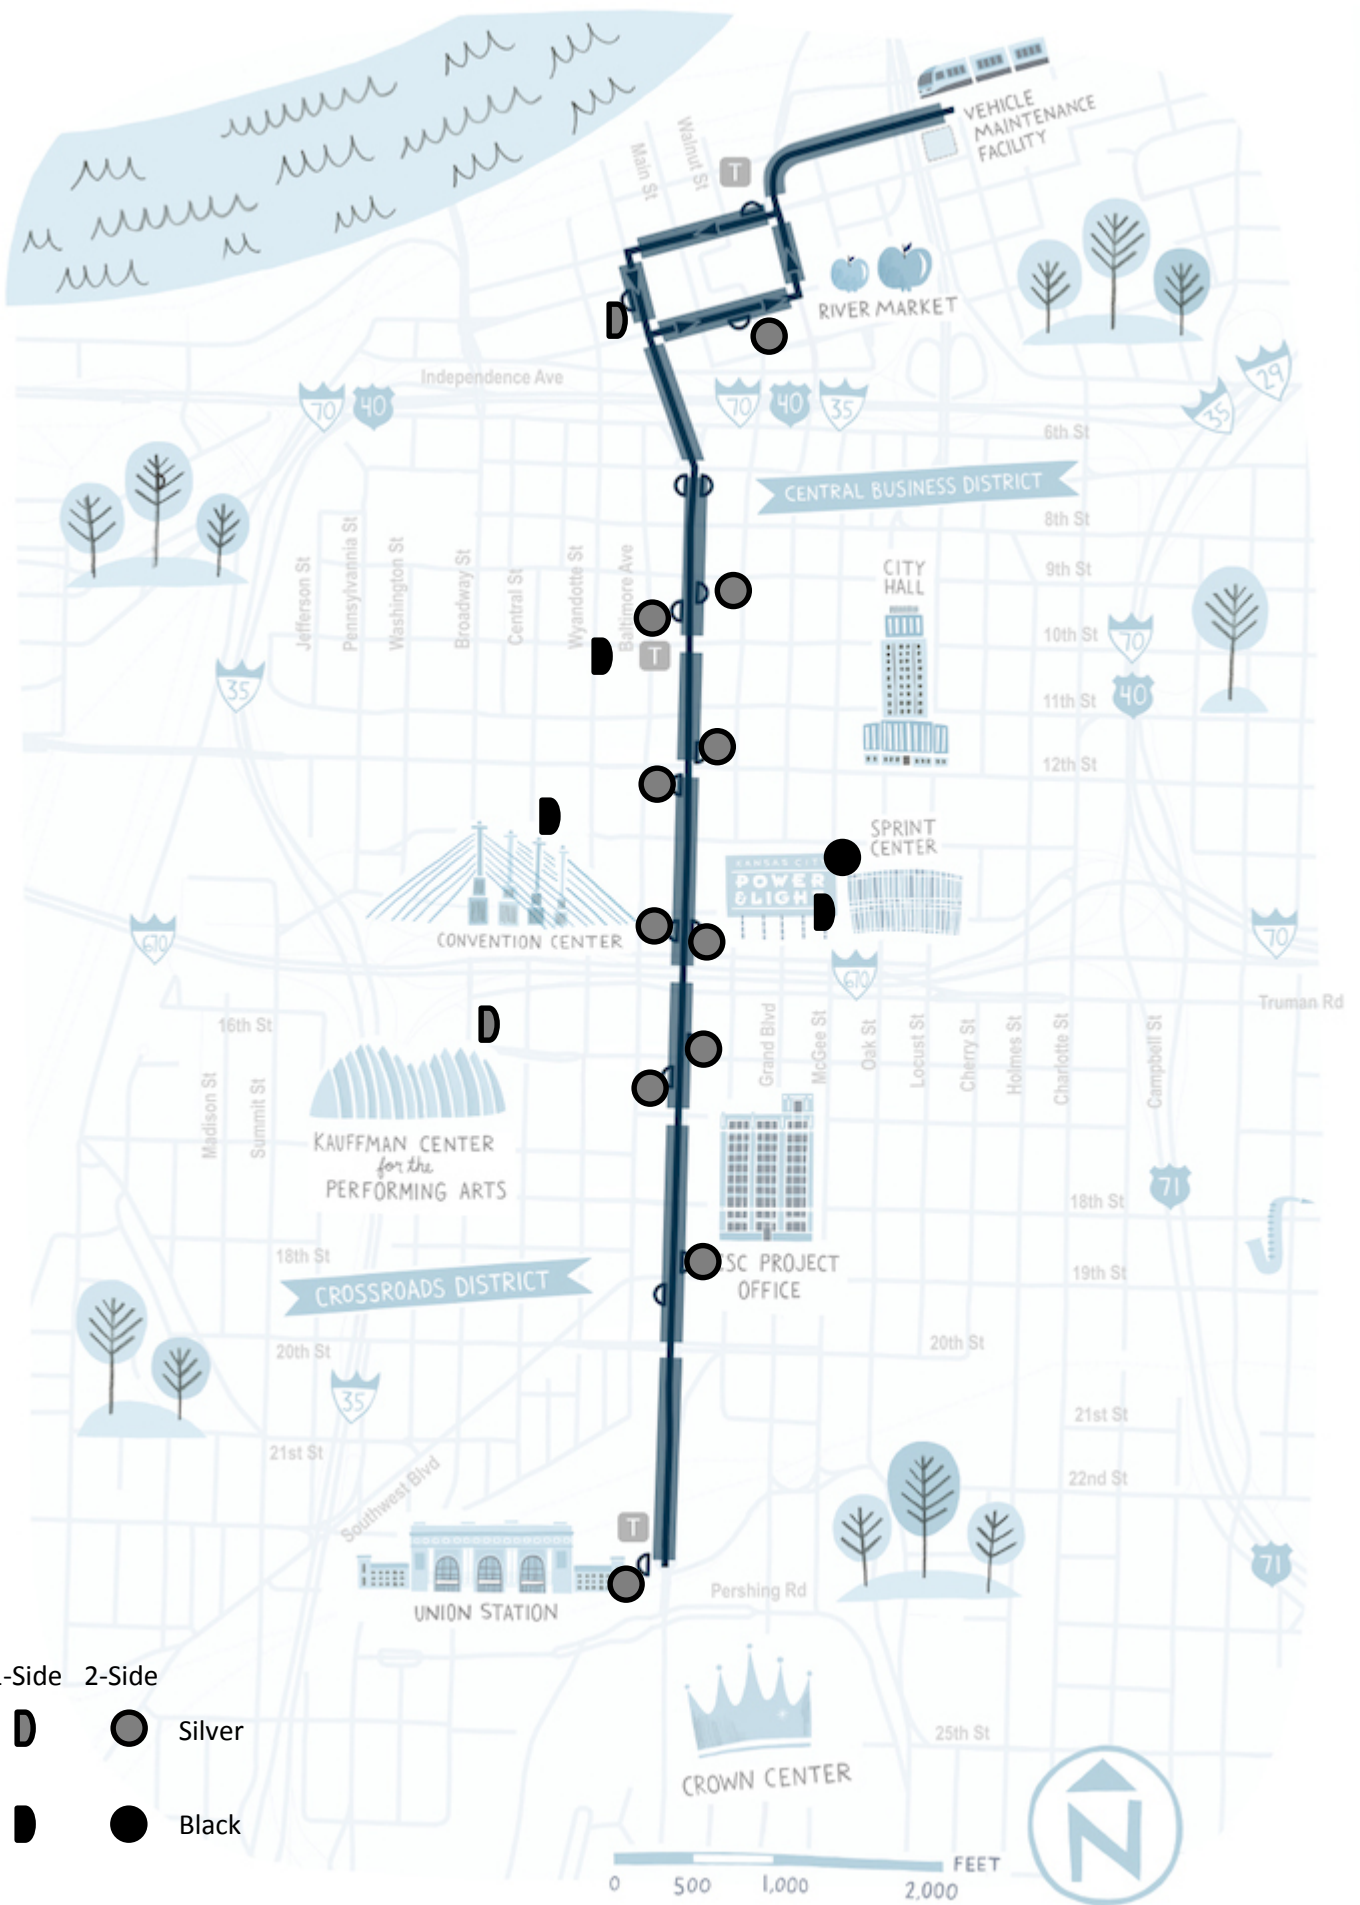 VEHICLE
MAINTENANCE
FACILITY
Walnut St
Main St
T
RIVER MARKET
Independence Ave
70
40
70
40
35
35
29
6th St
CENTRAL BUSINESS DISTRICT
8th St
9th St
CITY
HALL
Jefferson St
Pennsylvannia St
Washington St
Broadway St
Central St
Wyandotte St
Baltimore Ave
10th St
70
T
35
11th St
40
12th St
SPRINT
CENTER
KANSAS CIT
POWER
&LIGH
CONVENTION CENTER
670
70
670
Truman Rd
16th St
Grand Blvd
McGee St
Oak St
Locust St
Cherry St
Holmes St
Charlotte St
Campbell St
Madison St
Summit St
KAUFFMAN CENTER
for the
PERFORMING ARTS
71
18th St
18th St
SC PROJECT
OFFICE
19th St
CROSSROADS DISTRICT
20th St
20th St
35
21st St
21st St
22nd St
Southwest Blvd
T
71
Pershing Rd
UNION STATION
-Side 2-Side
Silver
25th St
CROWN CENTER
Black
N
FEET
0 500 1,000 2,000